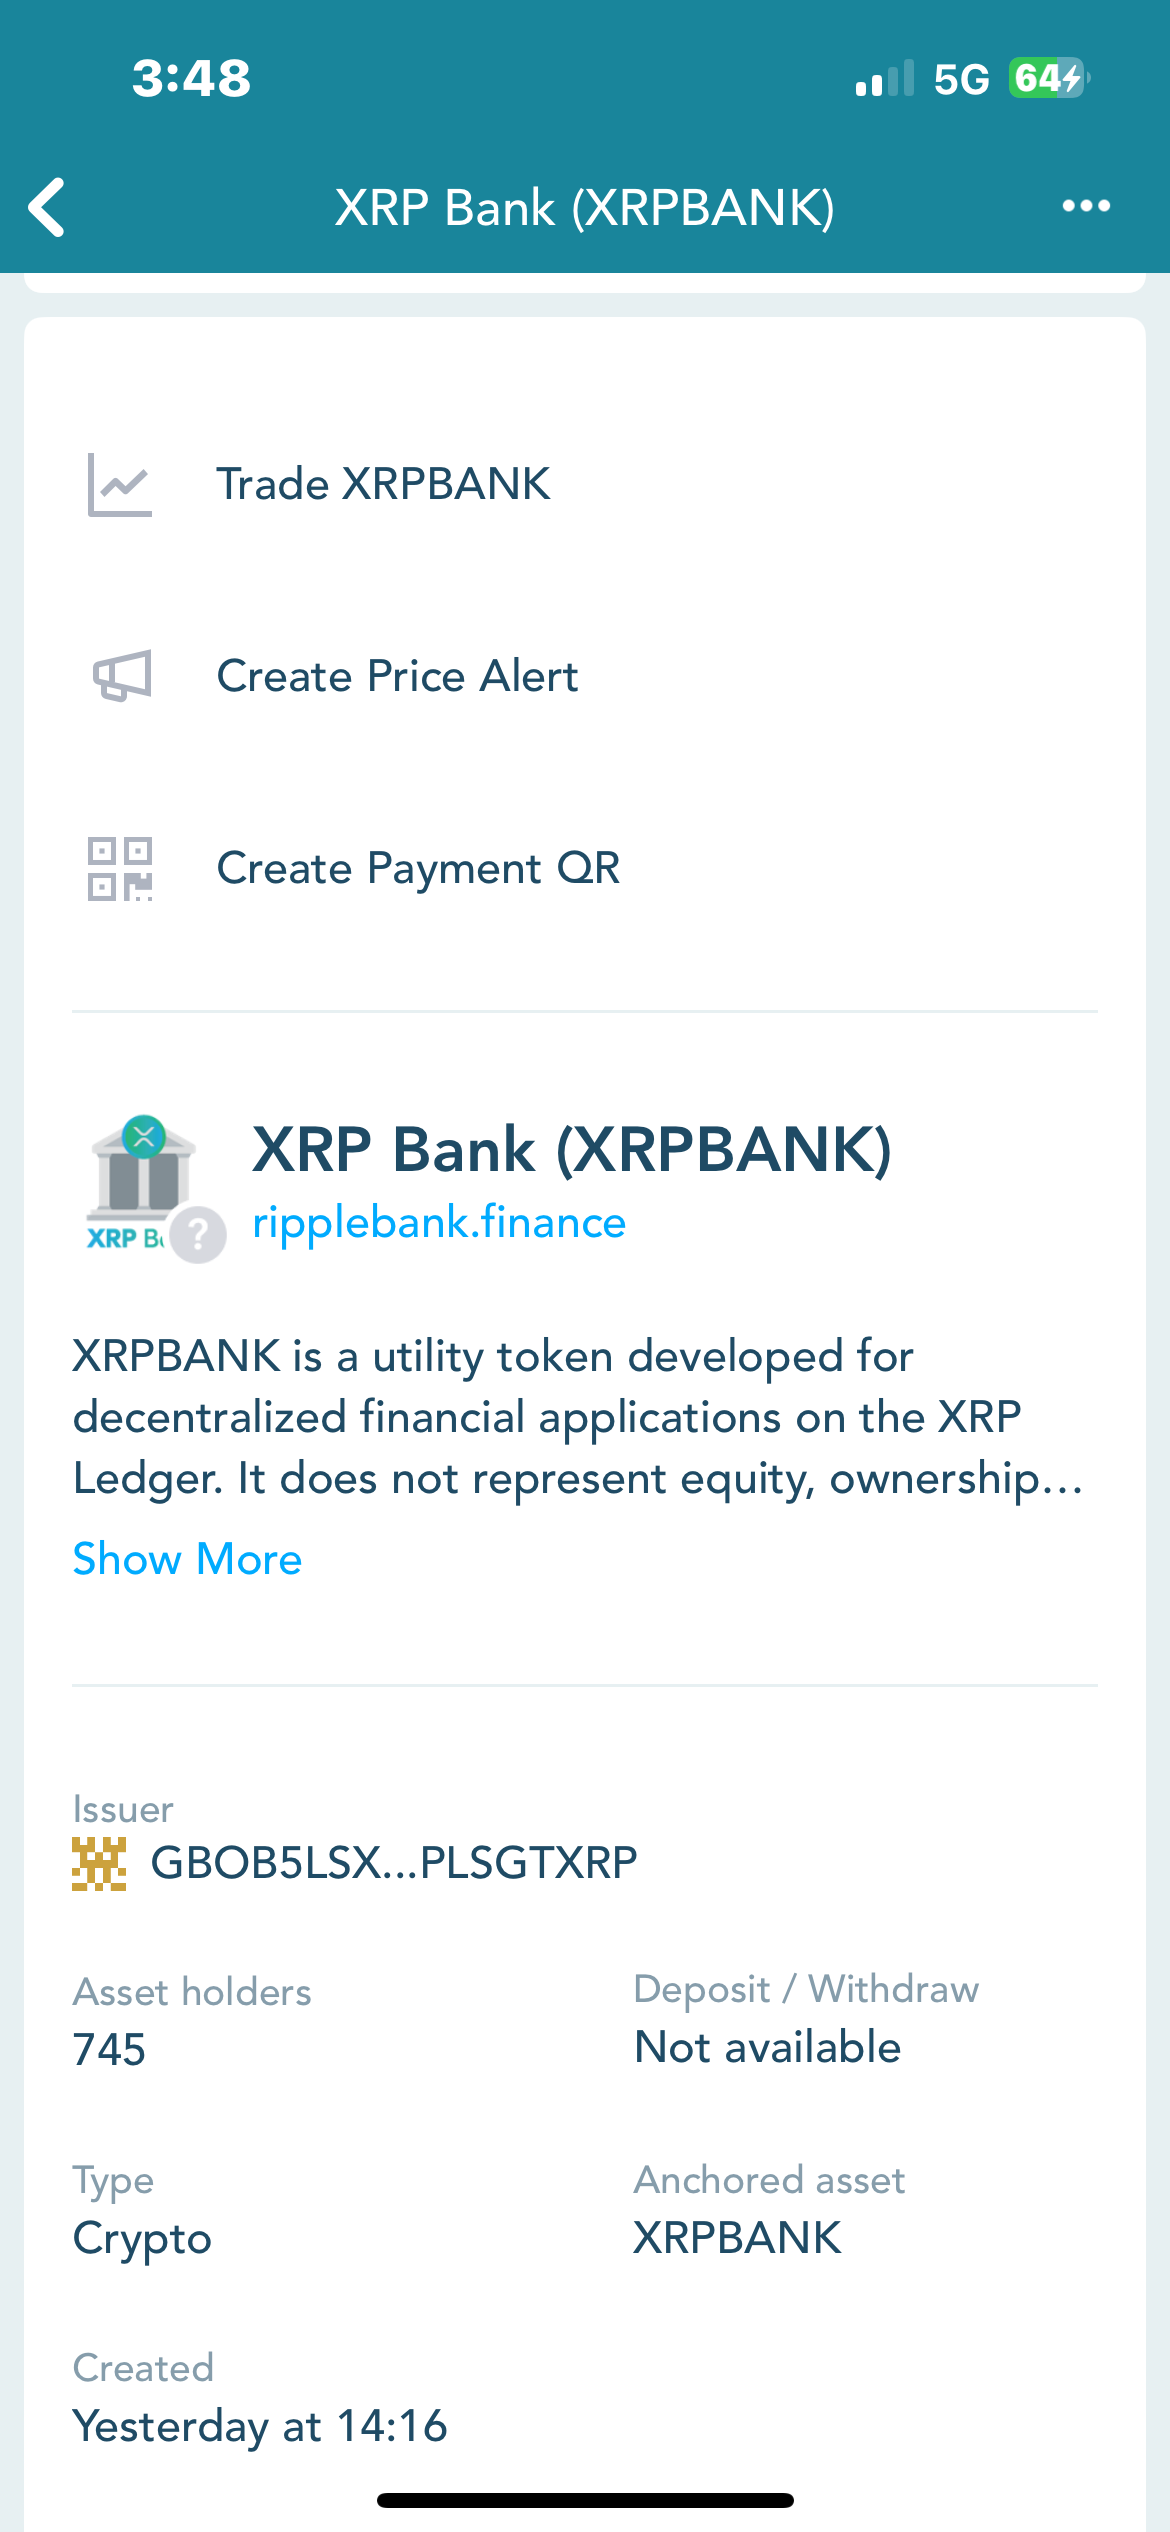 3:48
5G
64
XRP Bank (XRPBANK)
Trade XRPBANK
Create Price Alert
Create Payment QR
XRP Bank (XRPBANK)
ripplebank.finance
XRP
?
XRPBANK is a utility token developed for
decentralized financial applications on the XRP
Ledger. It does not represent equity, ownership...
Show More
Issuer
GBOB5LSX...PLSGTXRP
Asset holders
745
Deposit / Withdraw
Not available
Type
Crypto
Anchored asset
XRPBANK
Created
Yesterday at 14:16